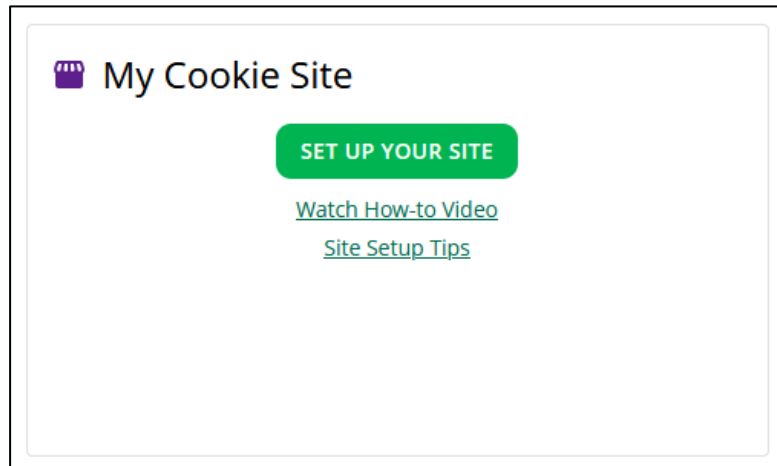 My Cookie Site
SET UP YOUR SITE
Watch How-to Video
Site Setup Tips